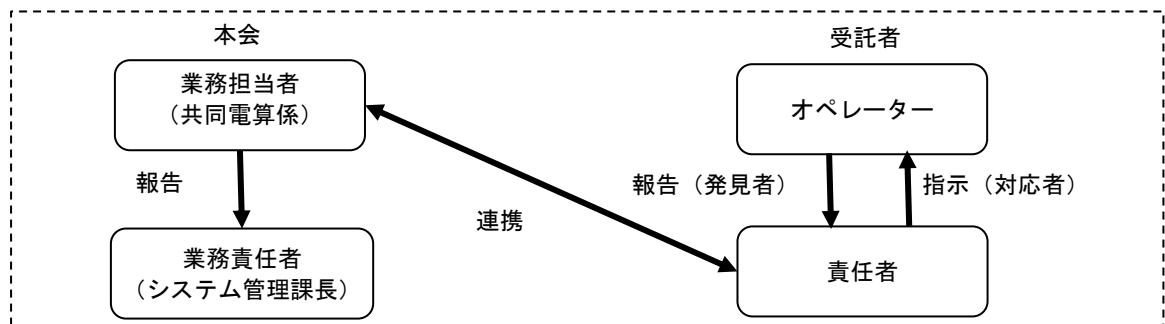 本会
受託者
業務担当者
（共同電算係）
オペレーター
報告
報告（発見者）
指示（対応者）
連携
業務責任者
（システム管理課長）
責任者